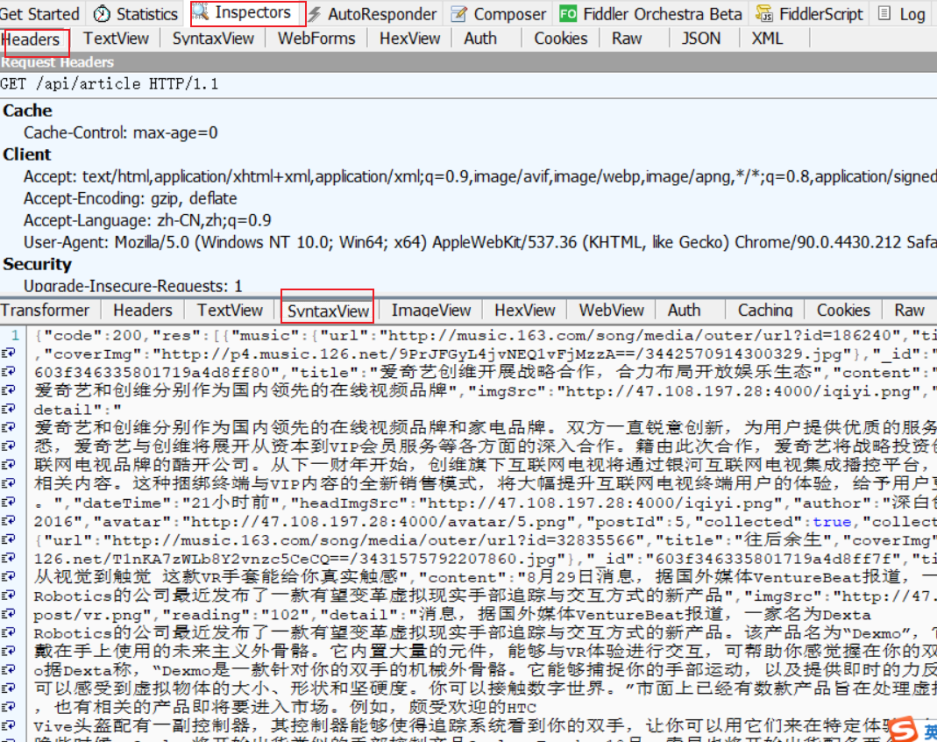 Get Started Statistics Inspectors AutoResponder Composer FO Fiddler Orchestra Beta FiddlerScript Log
Headers TextView SyntaxView WebForms HexView Auth Cookies Raw JSON XML
Request Headers
GET /api/article HTTP/1.1
Cache
Cache-Control: max-age=0
Client
Accept: text/html,application/xhtml+xml,application/xml;q=0.9,image/avif,image/webp,image/apng,*/*;q=0.8,application/signed
Accept-Encoding: gzip, deflate
Accept-Language: zh-CN,zh;q=0.9
User-Agent: Mozilla/5.0 (Windows NT 10.0; Win64; x64) AppleWebKit/537.36 (KHTML, like Gecko) Chrome/90.0.4430.212 Safa
Security
Upgrade-Insecure-Requests: 1
Transformer Headers TextView SyntaxView ImageView HexView WebView Auth Caching Cookies Raw
1 {"code":200,"res":[{"music":{"url":"http://music.163.com/song/media/outer/url?id=186240","ti
,"coverImg":"http://p4.music.126.net/9PrJFGyL4jvNEQ1vFjMzzA==/3442570914300329.jpg"},"_id":"
603f346335801719a4d8ff80","title":"爱奇艺创维开展战略合作，合力布局开放娱乐生态","content":"
爱奇艺和创维分别作为国内领先的在线视频品牌","imgSrc":"http://47.108.197.28:4000/iqiyi.png","
detail":"
爱奇艺和创维分别作为国内领先的在线视频品牌和家电品牌。双方一直锐意创新，为用户提供优质的服务
悉，爱奇艺与创维将展开从资本到VIP会员服务等各方面的深入合作。籍由此次合作，爱奇艺将战略投资创
联网电视品牌的酷开公司。从下一财年开始，创维旗下互联网电视将通过银河互联网电视集成播控平台，
相关内容。这种捆绑终端与VIP内容的全新销售模式，将大幅提升互联网电视终端用户的体验，给予用户更
。","dateTime":"21小时前","headImgSrc":"http://47.108.197.28:4000/iqiyi.png","author":"深白色
2016","avatar":"http://47.108.197.28:4000/avatar/5.png","postId":5,"collected":true,"collect
{"url":"http://music.163.com/song/media/outer/url?id=32835566","title":"往后余生","coverImg"
126.net/TlnKA7zWLb8Y2vnzc5CeCQ==/3431575792207860.jpg"},"_id":"603f346335801719a4d8ff7f","ti
从视觉到触觉 这款VR手套能给你真实触感","content":"8月29日消息，据国外媒体VentureBeat报道，一
Robotics的公司最近发布了一款有望变革虚拟现实手部追踪与交互方式的新产品","imgSrc":"http://47.
post/vr.png","reading":"102","detail":"消息，据国外媒体VentureBeat报道，一家名为Dexta
Robotics的公司最近发布了一款有望变革虚拟现实手部追踪与交互方式的新产品。该产品名为“Dexmo”，
戴在手上使用的未来主义外骨骼。它内置大量的元件，能够与VR体验进行交互，可帮助你感觉握在你的双
o据Dexta称，“Dexmo是一款针对你的双手的机械外骨骼。它能够捕捉你的手部运动，以及提供即时的力反
可以感受到虚拟物体的大小、形状和坚硬度。你可以接触数字世界。”市面上已经有数款产品旨在处理虚拟
，也有相关的产品即将要进入市场。例如，颇受欢迎的HTC
Vive头盔配有一副控制器，其控制器能够使得追踪系统看到你的双手，让你可以用它们来在特定体验
英